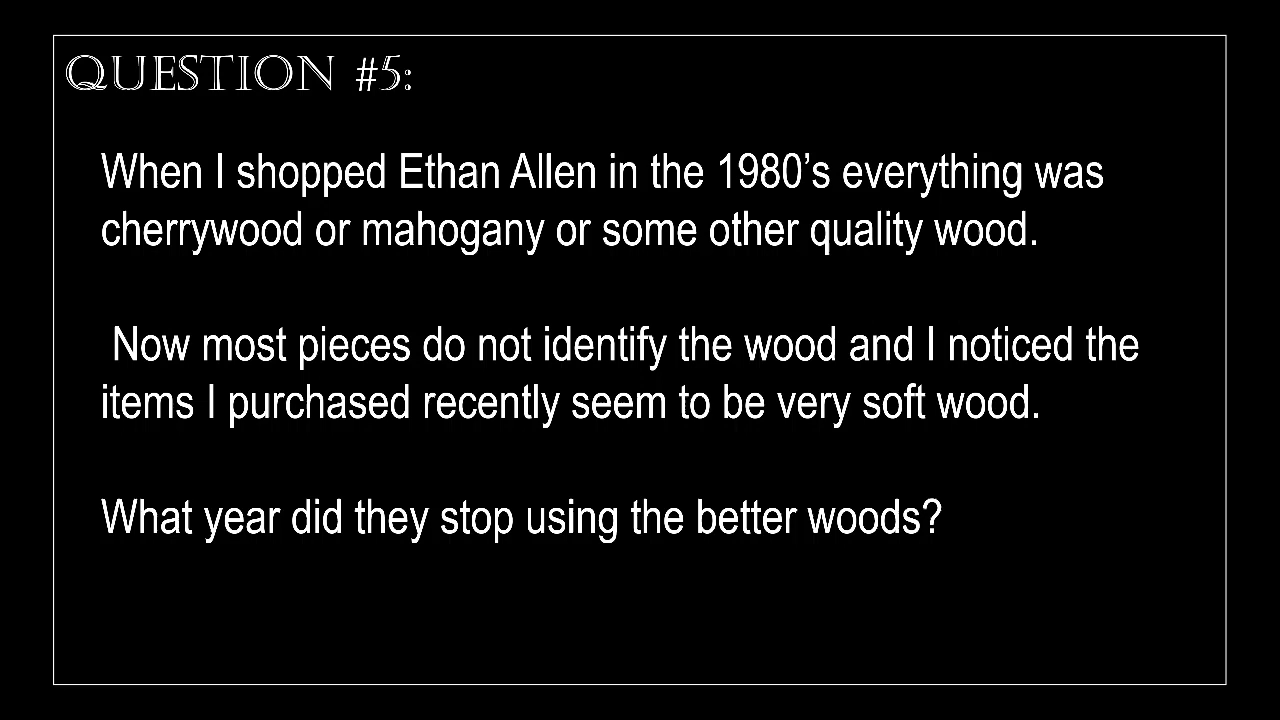 QUESTION #5:
When I shopped Ethan Allen in the 1980’s everything was
cherrywood or mahogany or some other quality wood.
Now most pieces do not identify the wood and I noticed the
items I purchased recently seem to be very soft wood.
What year did they stop using the better woods?